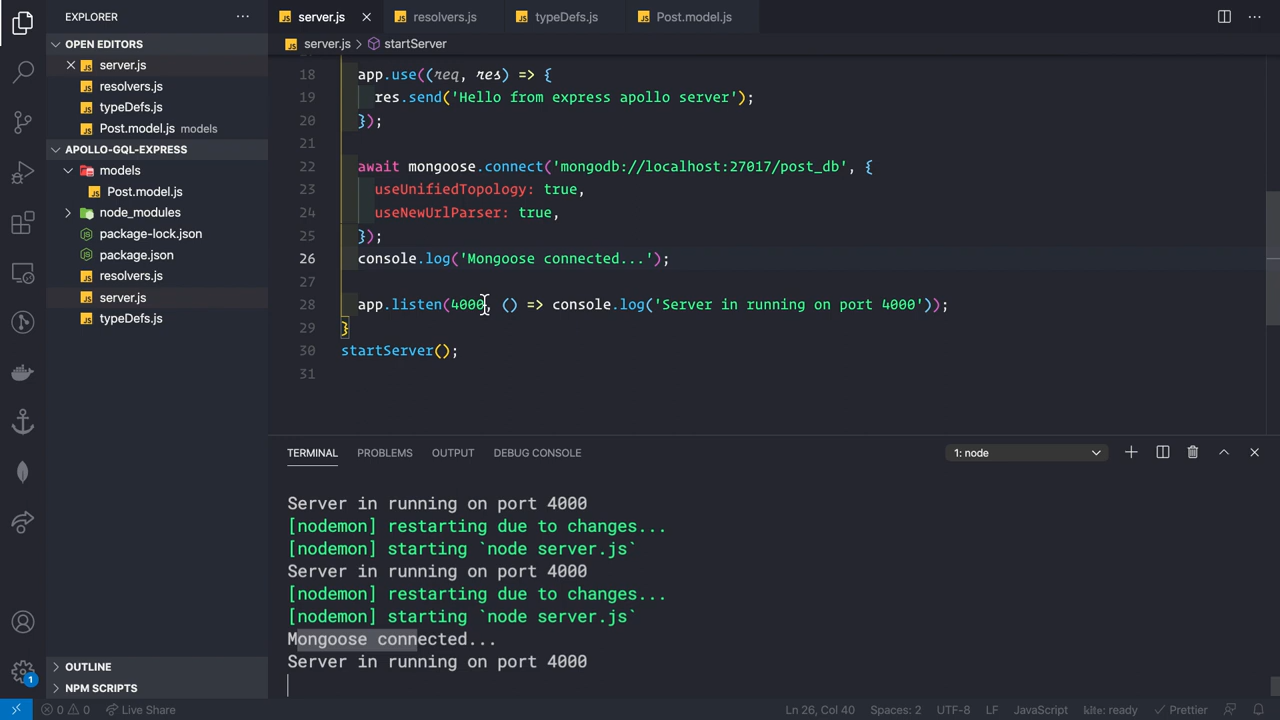 EXPLORER
OPEN EDITORS
server.js
resolvers.js
typeDefs.js
Post.model.js models
APOLLO-GQL-EXPRESS
models
Post.model.js
node_modules
package-lock.json
package.json
resolvers.js
server.js
typeDefs.js
OUTLINE
NPM SCRIPTS
server.js resolvers.js typeDefs.js Post.model.js
server.js > startServer
18 app.use((req, res) => {
19 res.send('Hello from express apollo server');
20 });
21
22 await mongoose.connect('mongodb://localhost:27017/post_db', {
23 useUnifiedTopology: true,
24 useNewUrlParser: true,
25 });
26 console.log('Mongoose connected...');
27
28 app.listen(4000, () => console.log('Server in running on port 4000'));
29 }
30 startServer();
31
TERMINAL PROBLEMS OUTPUT DEBUG CONSOLE 1: node
Server in running on port 4000
[nodemon] restarting due to changes...
[nodemon] starting `node server.js`
Server in running on port 4000
[nodemon] restarting due to changes...
[nodemon] starting `node server.js`
Mongoose connected...
Server in running on port 4000
1
0 0 Live Share Ln 26, Col 40 Spaces: 2 UTF-8 LF JavaScript kite: ready Prettier